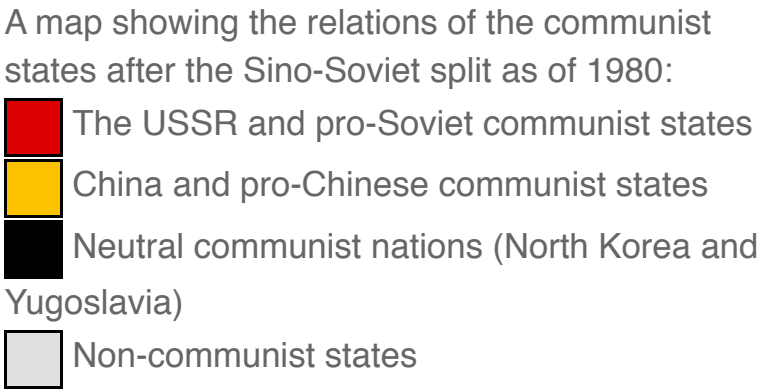 A map showing the relations of the communist
states after the Sino-Soviet split as of 1980:
The USSR and pro-Soviet communist states
China and pro-Chinese communist states
Neutral communist nations (North Korea and
Yugoslavia)
Non-communist states